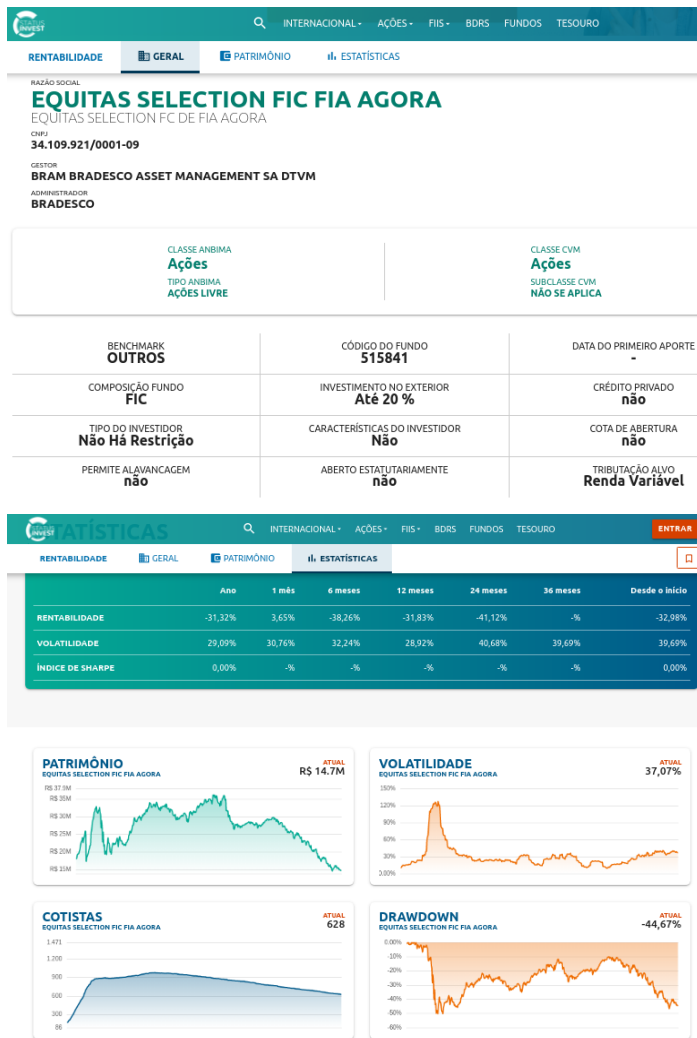 STATUS
INVEST
INTERNACIONAL AÇÕES FIIS BDRS FUNDOS TESOURO
RENTABILIDADE GERAL PATRIMÔNIO ESTATÍSTICAS
RAZÃO SOCIAL
EQUITAS SELECTION FIC FIA AGORA
EQUITAS SELECTION FC DE FIA AGORA
CNPJ
34.109.921/0001-09
GESTOR
BRAM BRADESCO ASSET MANAGEMENT SA DTVM
ADMINISTRADOR
BRADESCO
CLASSE ANBIMA CLASSE CVM
Ações Ações
TIPO ANBIMA SUBCLASSE CVM
AÇÕES LIVRE NÃO SE APLICA
BENCHMARK CÓDIGO DO FUNDO DATA DO PRIMEIRO APORTE
OUTROS 515841 -
COMPOSIÇÃO FUNDO INVESTIMENTO NO EXTERIOR CRÉDITO PRIVADO
FIC Até 20 % não
TIPO DO INVESTIDOR CARACTERÍSTICAS DO INVESTIDOR COTA DE ABERTURA
Não Há Restrição Não não
PERMITE ALAVANCAGEM ABERTO ESTATUTARIAMENTE TRIBUTAÇÃO ALVO
não não Renda Variável
STATUS
INVEST
TATÍSTICAS INTERNACIONAL AÇÕES FIIS BDRS FUNDOS TESOURO ENTRAR
RENTABILIDADE GERAL PATRIMÔNIO ESTATÍSTICAS
Ano 1 mês 6 meses 12 meses 24 meses 36 meses Desde o início
RENTABILIDADE -31,32% 3,65% -38,26% -31,83% -41,12% -% -32,98%
VOLATILIDADE 29,09% 30,76% 32,24% 28,92% 40,68% 39,69% 39,69%
ÍNDICE DE SHARPE 0,00% -% -% -% -% -% 0,00%
PATRIMÔNIO ATUAL
EQUITAS SELECTION FIC FIA AGORA R$ 14.7M
R$ 37.5M
R$ 35M
R$ 30M
R$ 25M
R$ 20M
R$ 15M
VOLATILIDADE ATUAL
EQUITAS SELECTION FIC FIA AGORA 37,07%
150%
120%
90%
60%
30%
0.00%
COTISTAS ATUAL
EQUITAS SELECTION FIC FIA AGORA 628
1.471
1.200
900
600
300
86
DRAWDOWN ATUAL
EQUITAS SELECTION FIC FIA AGORA -44,67%
0.00%
-10%
-20%
-30%
-40%
-50%
-60%